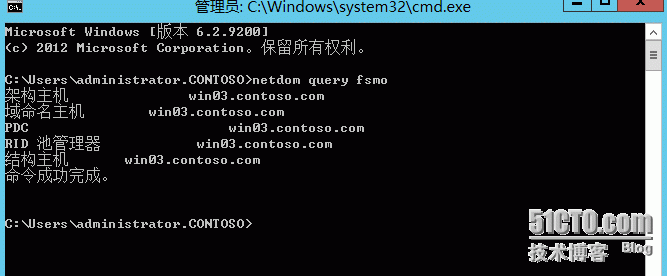 管理员: C:\Windows\system32\cmd.exe
Microsoft Windows [版本 6.2.9200]
(c) 2012 Microsoft Corporation。保留所有权利。
C:\Users\administrator.CONTOSO>netdom query fsmo
架构主机 win03.contoso.com
域命名主机 win03.contoso.com
PDC win03.contoso.com
RID 池管理器 win03.contoso.com
结构主机 win03.contoso.com
命令成功完成。
C:\Users\administrator.CONTOSO>
51CTO.com
技术博客 Blog